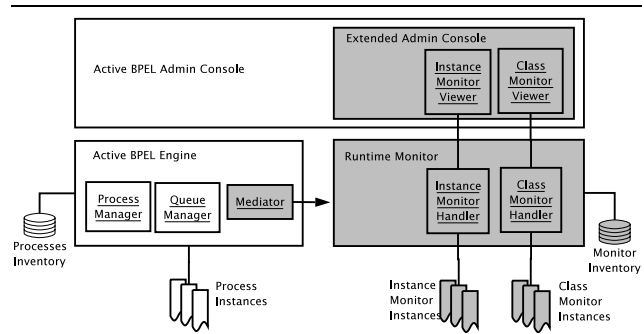 Extended Admin Console
Active BPEL Admin Console
Instance
Monitor
Viewer
Class
Monitor
Viewer
Active BPEL Engine
Process
Manager
Queue
Manager
Mediator
Runtime Monitor
Instance
Monitor
Handler
Class
Monitor
Handler
Processes
Inventory
Process
Instances
Instance
Monitor
Instances
Class
Monitor
Instances
Monitor
Inventory